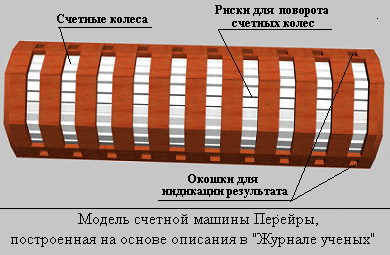 Счетные колеса
Риски для поворота
счетных колес
Окошки для
индикации результата
Модель счетной машины Перейры,
построенная на основе описания в "Журнале ученых"